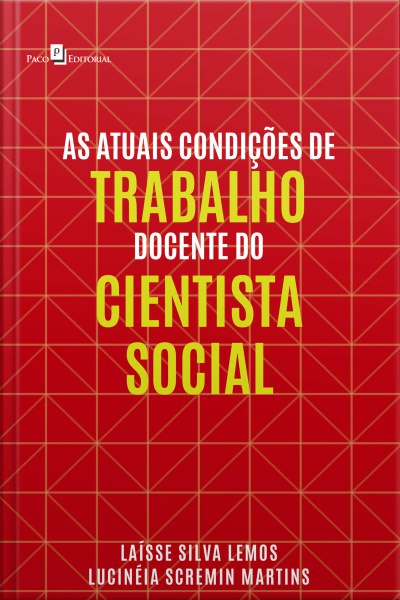 PACO EDITORIAL
AS ATUAIS CONDIÇÕES DE
TRABALHO
DOCENTE DO
CIENTISTA
SOCIAL
LAÍSSE SILVA LEMOS
LUCINÉIA SCREMIN MARTINS